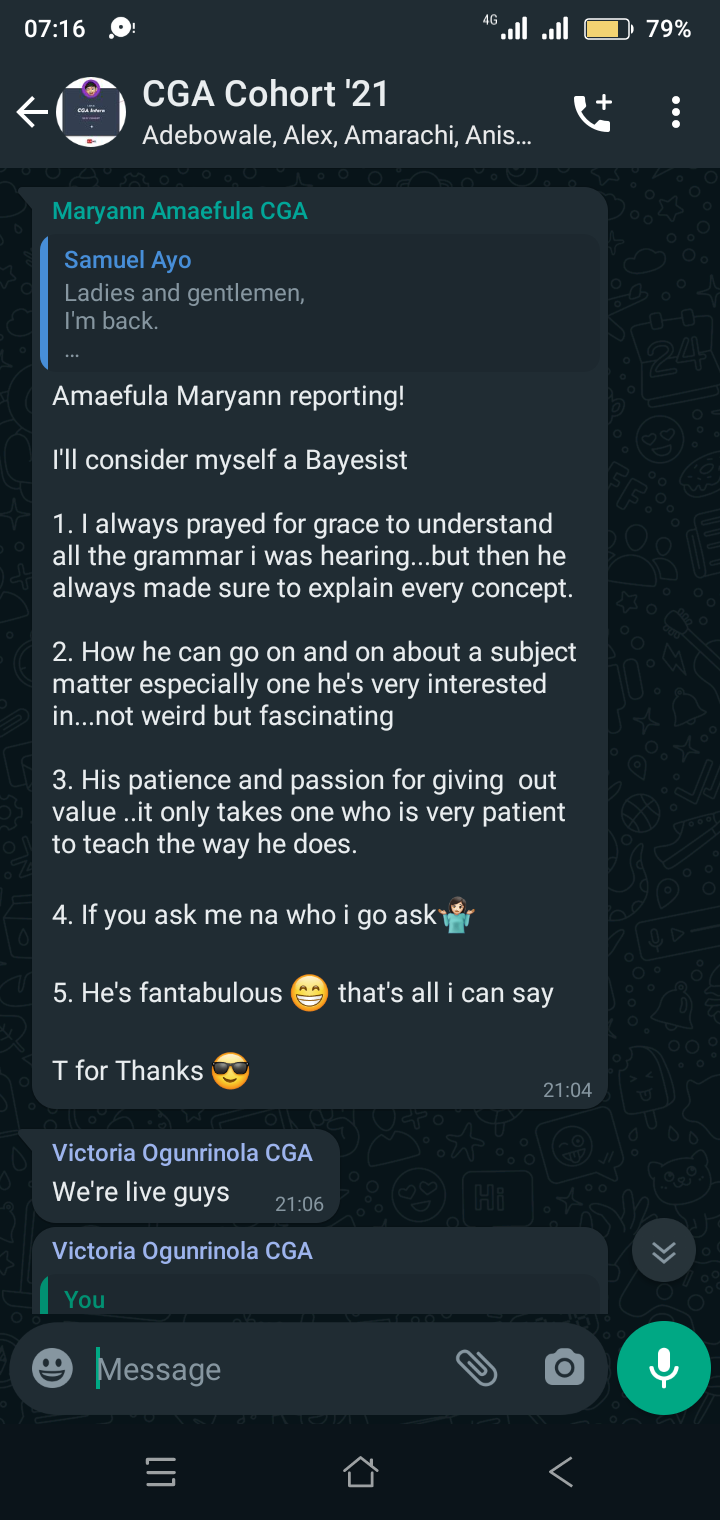 07:16
4G
79%
CGA Cohort '21
Adebowale, Alex, Amarachi, Anis...
Maryann Amaefula CGA
Samuel Ayo
Ladies and gentlemen,
I'm back.
...
Amaefula Maryann reporting!
I'll consider myself a Bayesist
1. I always prayed for grace to understand
all the grammar i was hearing...but then he
always made sure to explain every concept.
2. How he can go on and on about a subject
matter especially one he's very interested
in...not weird but fascinating
3. His patience and passion for giving  out
value ..it only takes one who is very patient
to teach the way he does.
4. If you ask me na who i go ask🤷🏻‍♀️
5. He's fantabulous 😁 that's all i can say
T for Thanks 😎
21:04
Victoria Ogunrinola CGA
We're live guys
21:06
Victoria Ogunrinola CGA
You
Message